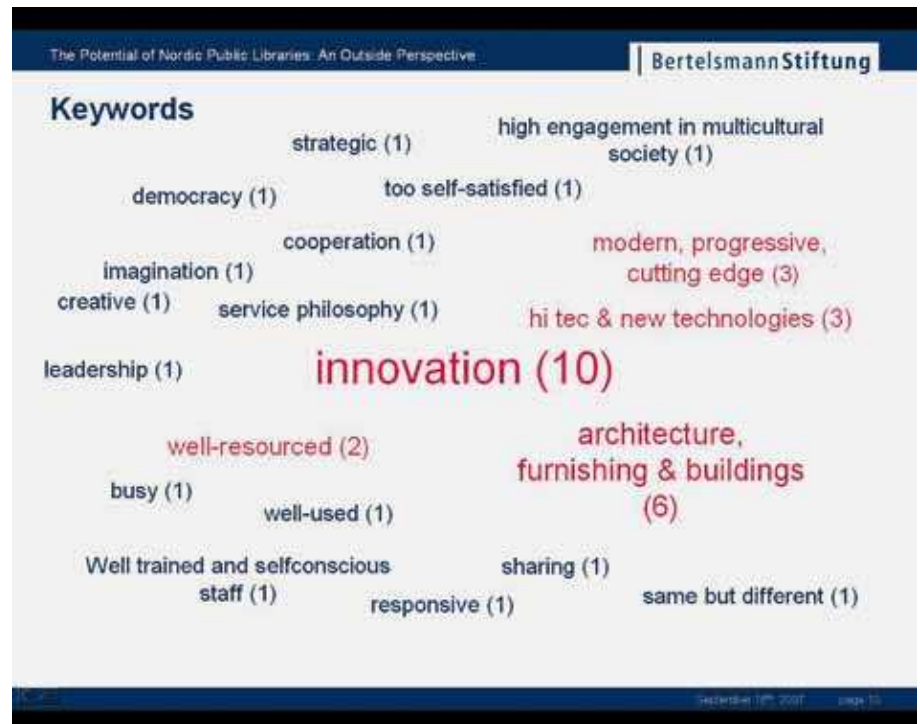 The Potential of Nordic Public Libraries: An Outside Perspective
BertelsmannStiftung
Keywords
strategic (1)
high engagement in multicultural
society (1)
democracy (1)
too self-satisfied (1)
cooperation (1)
modern, progressive,
cutting edge (3)
imagination (1)
creative (1)
service philosophy (1)
hi tec & new technologies (3)
leadership (1)
innovation (10)
well-resourced (2)
architecture,
furnishing & buildings
(6)
busy (1)
well-used (1)
Well trained and selfconscious
staff (1)
sharing (1)
responsive (1)
same but different (1)
September 2007 page